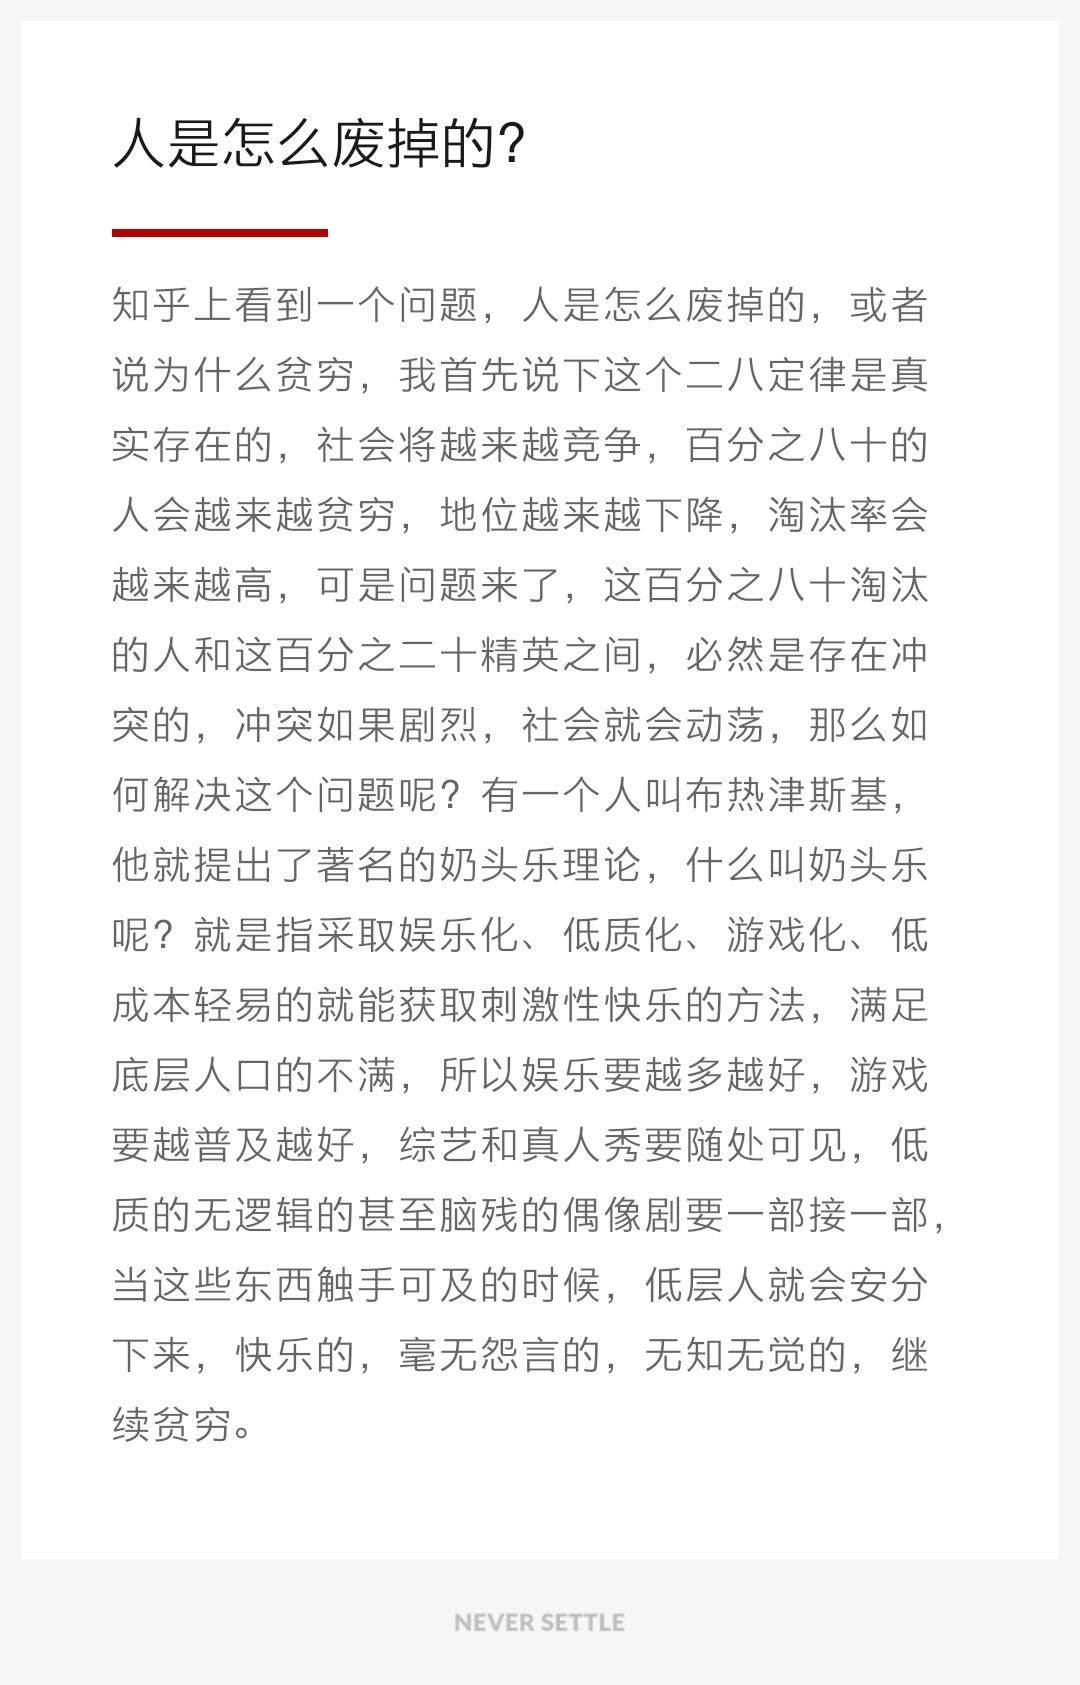 人是怎么废掉的？
知乎上看到一个问题，人是怎么废掉的，或者
说为什么贫穷，我首先说下这个二八定律是真
实存在的，社会将越来越竞争，百分之八十的
人会越来越贫穷，地位越来越下降，淘汰率会
越来越高，可是问题来了，这百分之八十淘汰
的人和这百分之二十精英之间，必然是存在冲
突的，冲突如果剧烈，社会就会动荡，那么如
何解决这个问题呢？有一个人叫布热津斯基，
他就提出了著名的奶头乐理论，什么叫奶头乐
呢？就是指采取娱乐化、低质化、游戏化、低
成本轻易的就能获取刺激性快乐的方法，满足
底层人口的不满，所以娱乐要越多越好，游戏
要越普及越好，综艺和真人秀要随处可见，低
质的无逻辑的甚至脑残的偶像剧要一部接一部，
当这些东西触手可及的时候，低层人就会安分
下来，快乐的，毫无怨言的，无知无觉的，继
续贫穷。
NEVER SETTLE